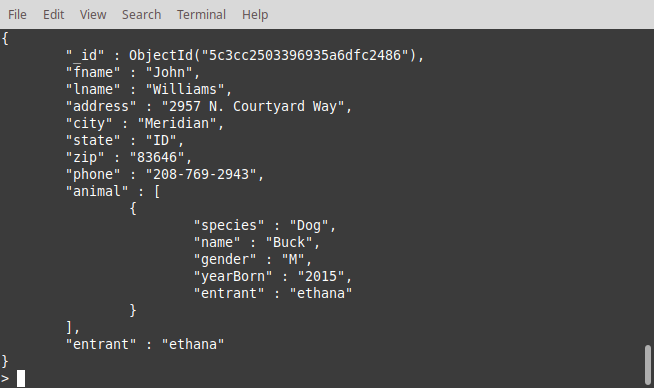 File Edit View Search Terminal Help
{
"_id" : ObjectId("5c3cc2503396935a6dfc2486"),
"fname" : "John",
"lname" : "Williams",
"address" : "2957 N. Courtyard Way",
"city" : "Meridian",
"state" : "ID",
"zip" : "83646",
"phone" : "208-769-2943",
"animal" : [
{
"species" : "Dog",
"name" : "Buck",
"gender" : "M",
"yearBorn" : "2015",
"entrant" : "ethana"
}
],
"entrant" : "ethana"
}
>